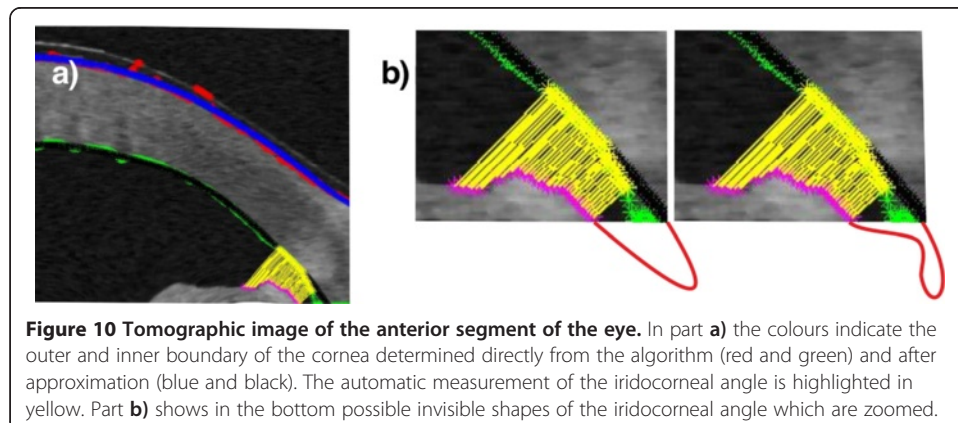 a)
b)
Figure 10 Tomographic image of the anterior segment of the eye. In part a) the colours indicate the
outer and inner boundary of the cornea determined directly from the algorithm (red and green) and after
approximation (blue and black). The automatic measurement of the iridocorneal angle is highlighted in
yellow. Part b) shows in the bottom possible invisible shapes of the iridocorneal angle which are zoomed.